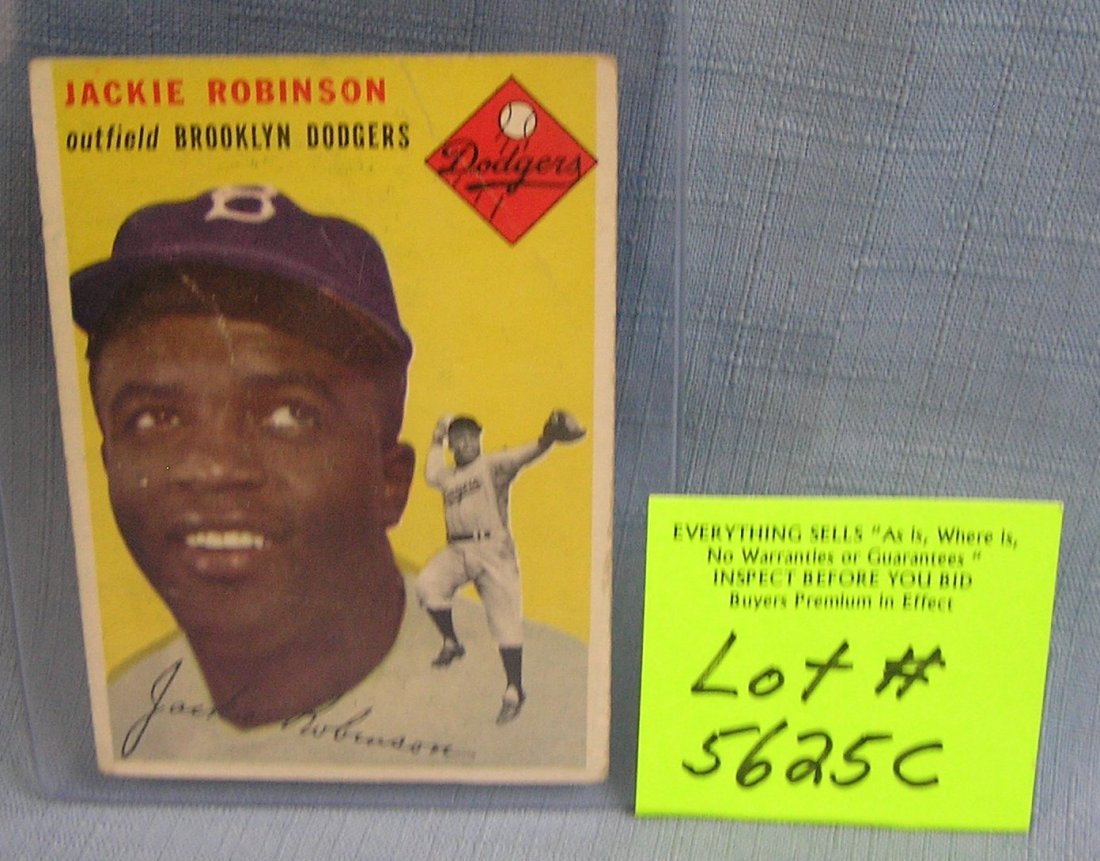 JACKIE ROBINSON
outfield BROOKLYN DODGERS
Dodgers
B
Jackie Robinson
EVERYTHING SELLS "As Is, Where Is,
No Warranties or Guarantees"
INSPECT BEFORE YOU BID
Buyers Premium In Effect
Lot #
5625C